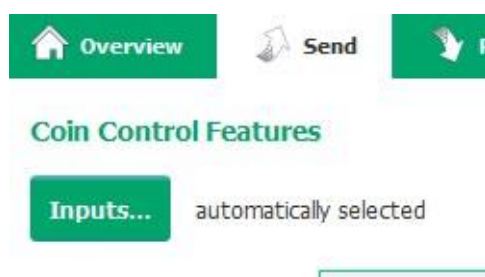 Overview Send
Coin Control Features
Inputs... automatically selected